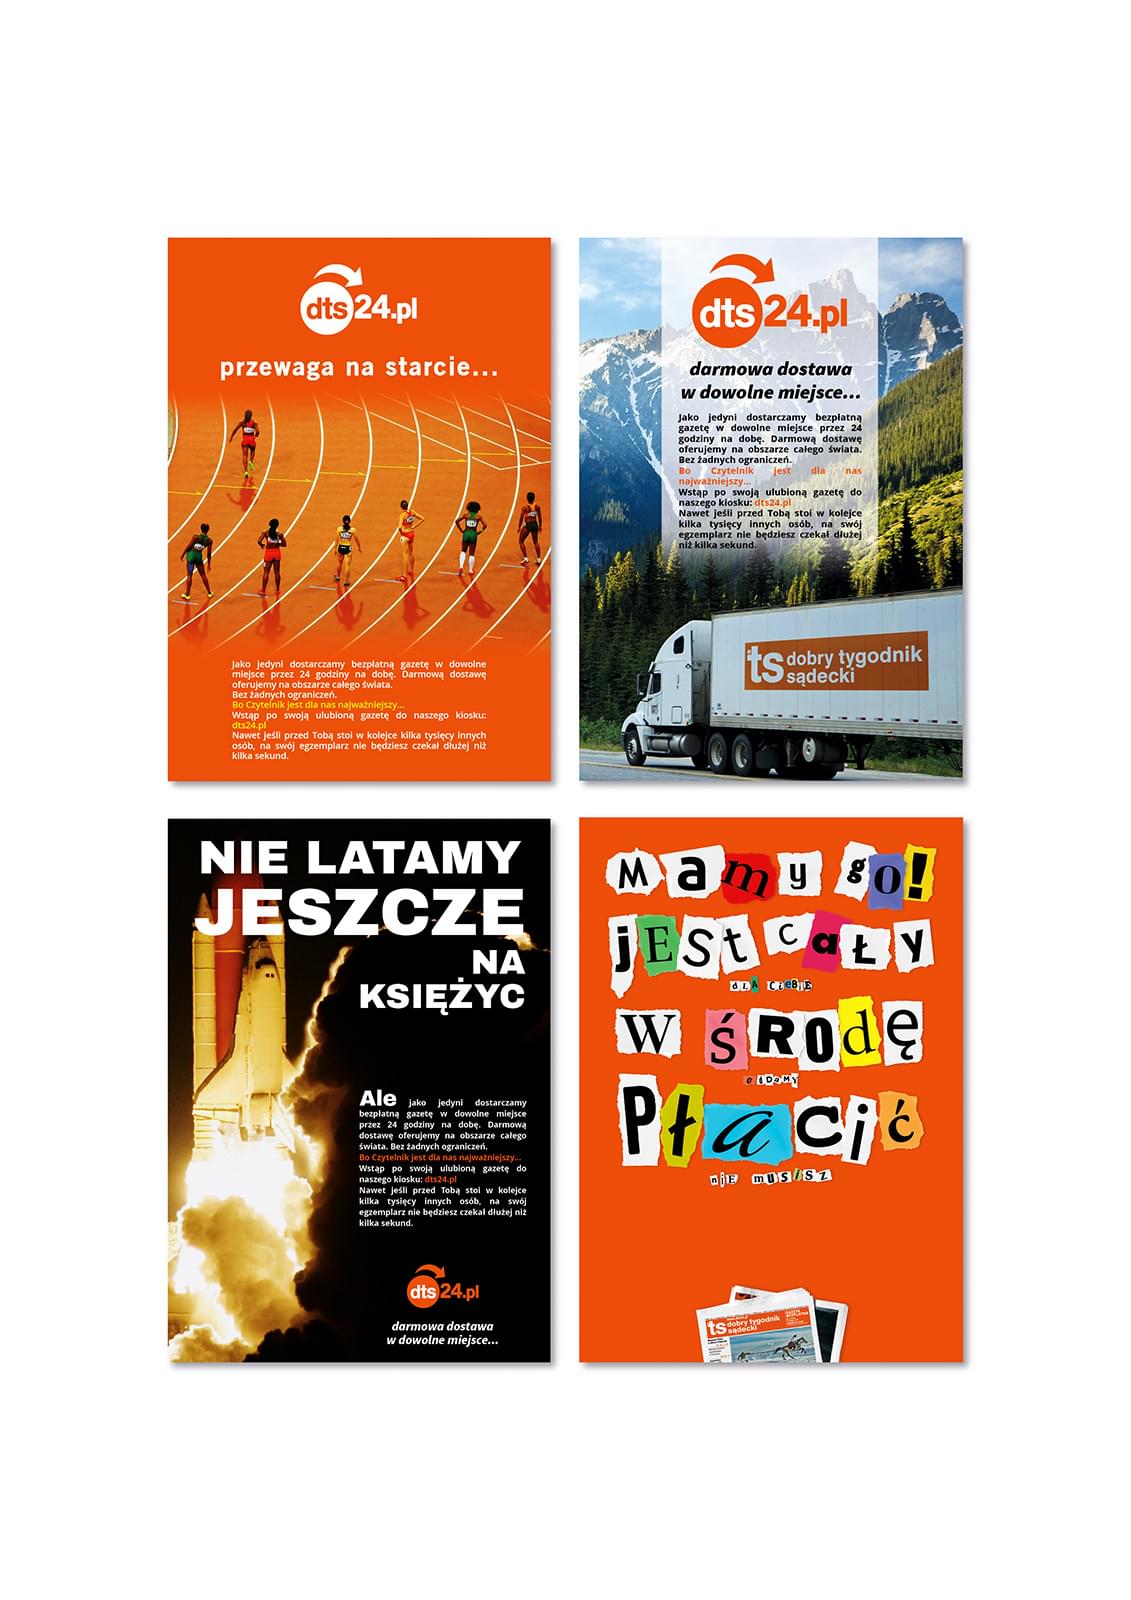 dts24.pl
przewaga na starcie...
Jako jedyni dostarczamy bezpłatną gazetę w dowolne
miejsce przez 24 godziny na dobę. Darmową dostawę
oferujemy na obszarze całego świata.
Bez żadnych ograniczeń.
Bo Czytelnik jest dla nas najważniejszy...
Wstąp po swoją ulubioną gazetę do naszego kiosku:
dts24.pl
Nawet jeśli przed Tobą stoi w kolejce kilka tysięcy innych
osób, na swój egzemplarz nie będziesz czekał dłużej niż
kilka sekund.
dts24.pl
darmowa dostawa
w dowolne miejsce...
Jako jedyni dostarczamy bezpłatną
gazetę w dowolne miejsce przez 24
godziny na dobę. Darmową dostawę
oferujemy na obszarze całego świata.
Bez żadnych ograniczeń.
Bo Czytelnik jest dla nas
najważniejszy...
Wstąp po swoją ulubioną gazetę do
naszego kiosku: dts24.pl
Nawet jeśli przed Tobą stoi w kolejce
kilka tysięcy innych osób, na swój
egzemplarz nie będziesz czekał dłużej
niż kilka sekund.
ts dobry tygodnik
sądecki
NIE LATAMY
JESZCZE
NA
KSIĘŻYC
Ale jako jedyni dostarczamy
bezpłatną gazetę w dowolne miejsce
przez 24 godziny na dobę. Darmową
dostawę oferujemy na obszarze całego
świata. Bez żadnych ograniczeń.
Bo Czytelnik jest dla nas najważniejszy...
Wstąp po swoją ulubioną gazetę do
naszego kiosku: dts24.pl
Nawet jeśli przed Tobą stoi w kolejce
kilka tysięcy innych osób, na swój
egzemplarz nie będziesz czekał dłużej niż
kilka sekund.
dts24.pl
darmowa dostawa
w dowolne miejsce...
Mamy go!
jEst cały
dlA CiebiE
W śRodę
oddamy
Płacić
niE musisz
ts dobry tygodnik
sądecki
GAZETA
BEZPŁATNA